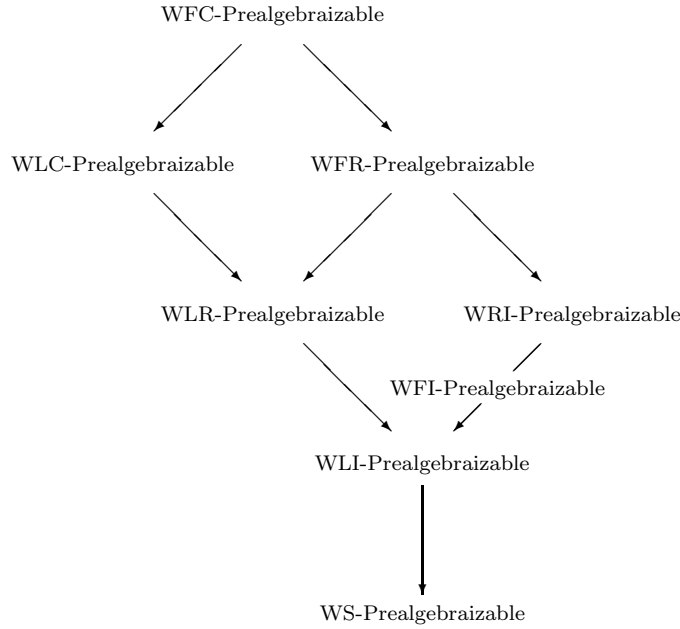 WFC-Prealgebraizable
WLC-Prealgebraizable
WFR-Prealgebraizable
WLR-Prealgebraizable
WRI-Prealgebraizable
WFI-Prealgebraizable
WLI-Prealgebraizable
WS-Prealgebraizable